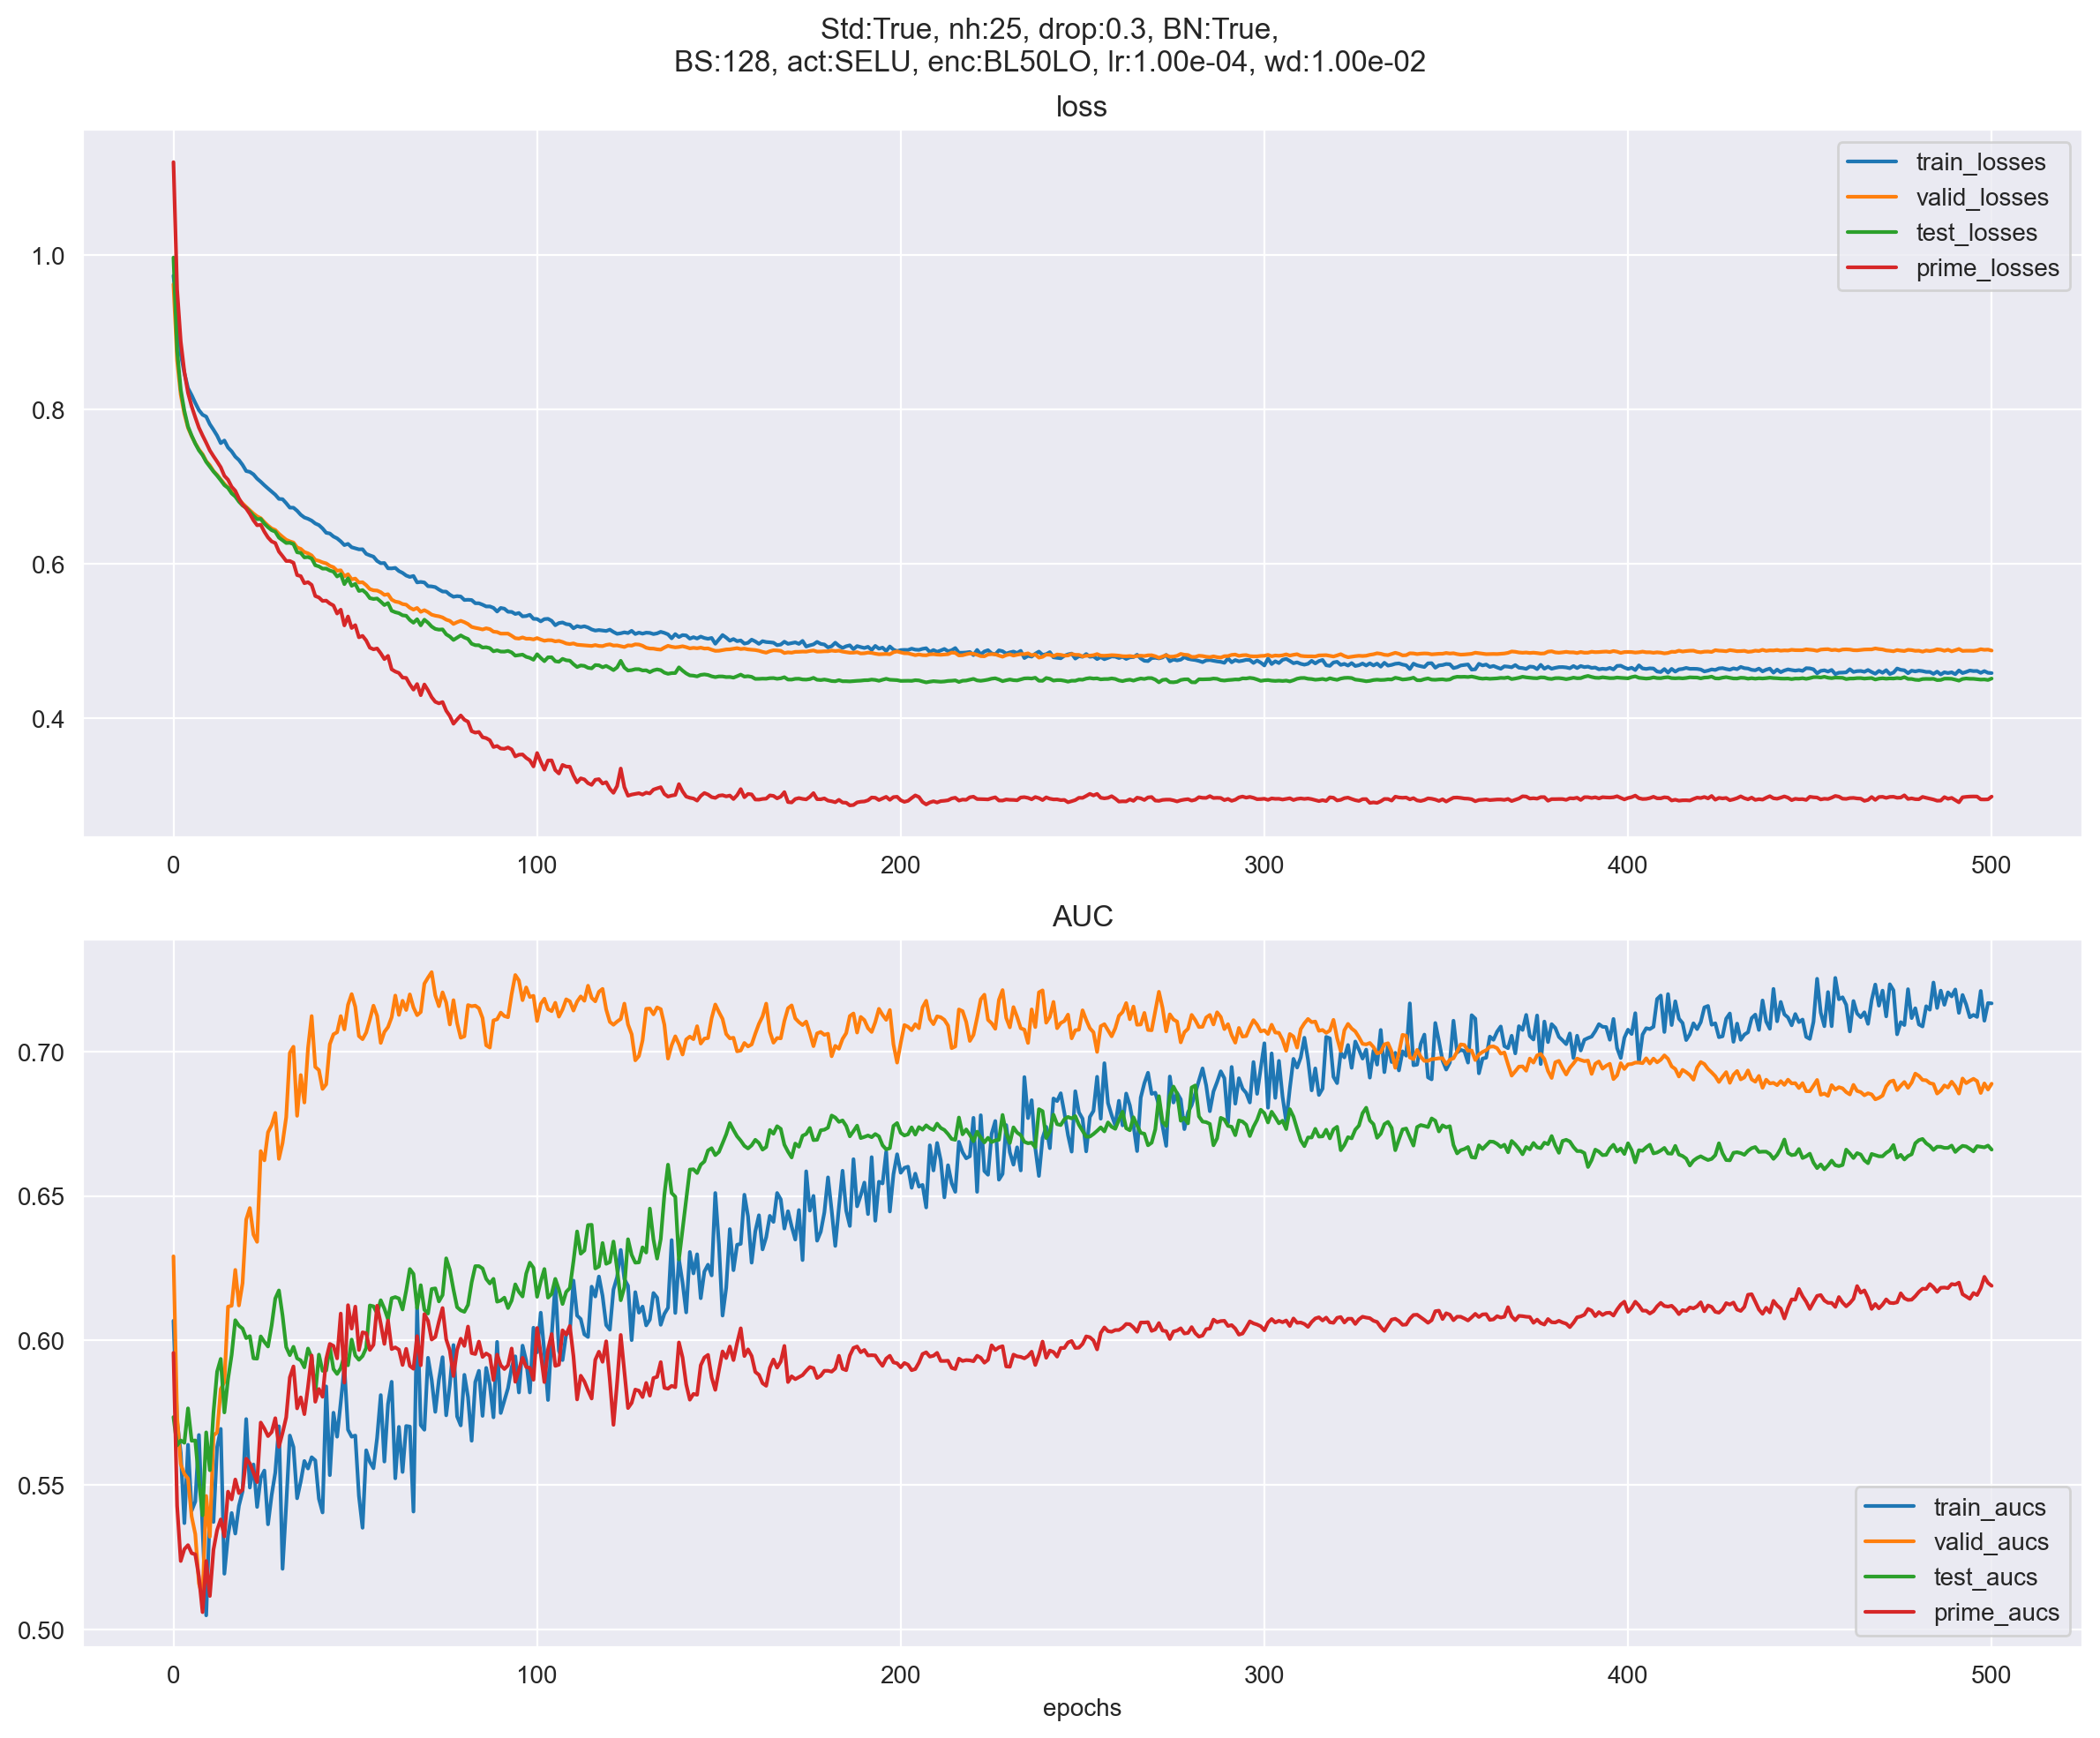 Std:True, nh:25, drop:0.3, BN:True,
BS:128, act:SELU, enc:BL50LO, lr:1.00e-04, wd:1.00e-02
loss
train_losses
valid_losses
test_losses
prime_losses
1.0
0.8
0.6
0.4
0 100 200 300 400 500
AUC
0.70
0.65
0.60
0.55
0.50
train_aucs
valid_aucs
test_aucs
prime_aucs
0 100 200 300 400 500
epochs